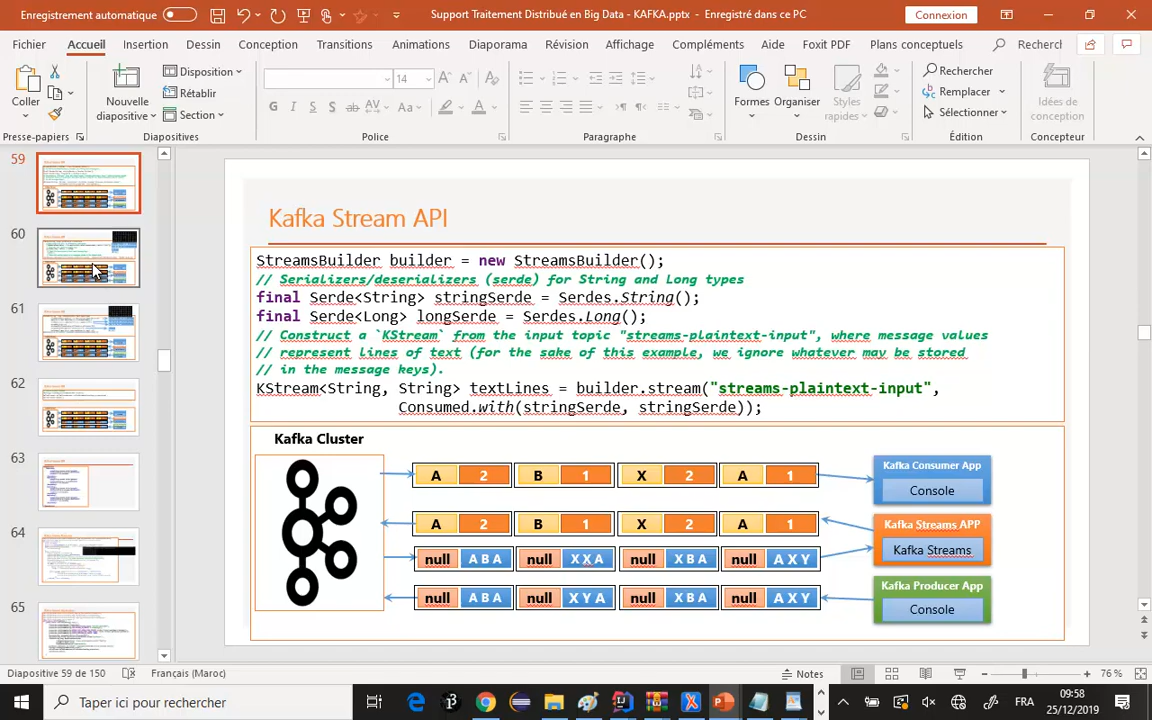 Enregistrement automatique
Support Traitement Distribué en Big Data - KAFKA.pptx - Enregistré dans ce PC
Connexion
Fichier Accueil Insertion Dessin Conception Transitions Animations Diaporama Révision Affichage Compléments Aide Foxit PDF Plans conceptuels Recherch
Coller
Nouvelle
diapositive
Disposition
Rétablir
Section
14
G I S S ab AV Aa A
Formes
Organiser
Styles
rapides
Rechercher
Remplacer
Sélectionner
Idées de
conception
Presse-papiers
Diapositives
Police
Paragraphe
Dessin
Édition
Concepteur
59
60
61
62
63
64
65
Kafka Stream API
StreamsBuilder builder = new StreamsBuilder();
// Serializers/deserializers (serde) for String and Long types
final Serde<String> stringSerde = Serdes.String();
final Serde<Long> longSerde = Serdes.Long();
// Construct a `KStream` from the input topic "streams-plaintext-input", where message values
// represent lines of text (for the sake of this example, we ignore whatever may be stored
// in the message keys).
KStream<String, String> textLines = builder.stream("streams-plaintext-input",
Consumed.with(stringSerde, stringSerde));
Kafka Cluster
A 2 B 1 X 2 A 1
Kafka Consumer App
Console
A 2 B 1 X 2 A 1
Kafka Streams APP
Kafka Streams
null A B A null X X A null X B A null A X Y
Kafka Producer App
Console
null A B A null X Y A null X B A null A X Y
Diapositive 59 de 150
Français (Maroc)
Notes
76 %
Taper ici pour rechercher
FRA
09:58
25/12/2019